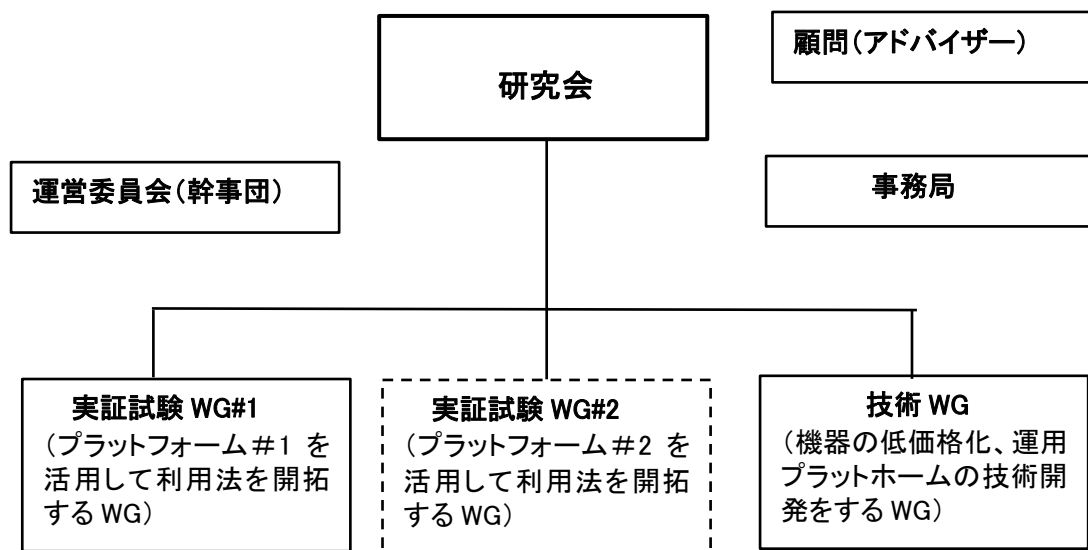 顧問(アドバイザー)
研究会
運営委員会(幹事団)
事務局
実証試験 WG#1
(プラットフォーム#1 を
活用して利用法を開拓
する WG)
実証試験 WG#2
(プラットフォーム#2 を
活用して利用法を開拓
する WG)
技術 WG
(機器の低価格化、運用
プラットホームの技術開
発をする WG)